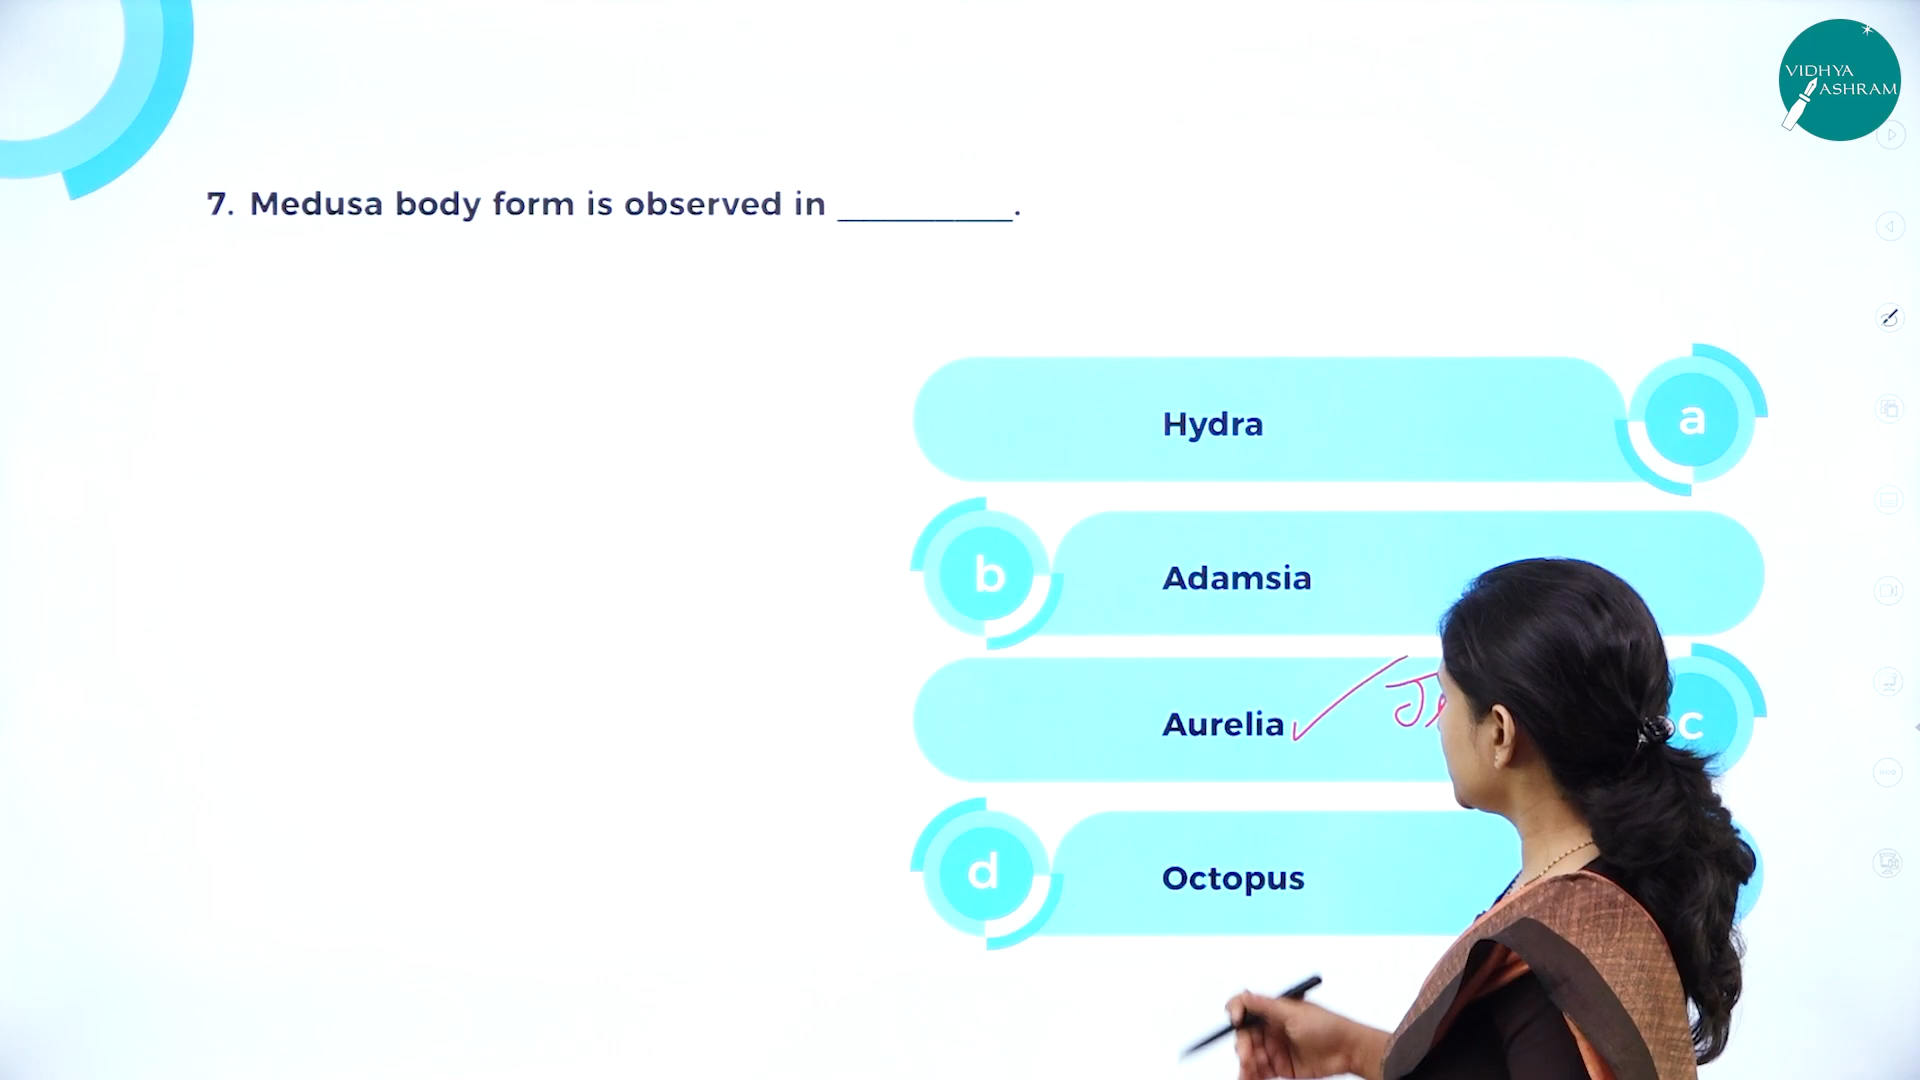 VIDHYA
ASHRAM
7. Medusa body form is observed in __________.
Hydra
a
b
Adamsia
Aurelia
c
d
Octopus